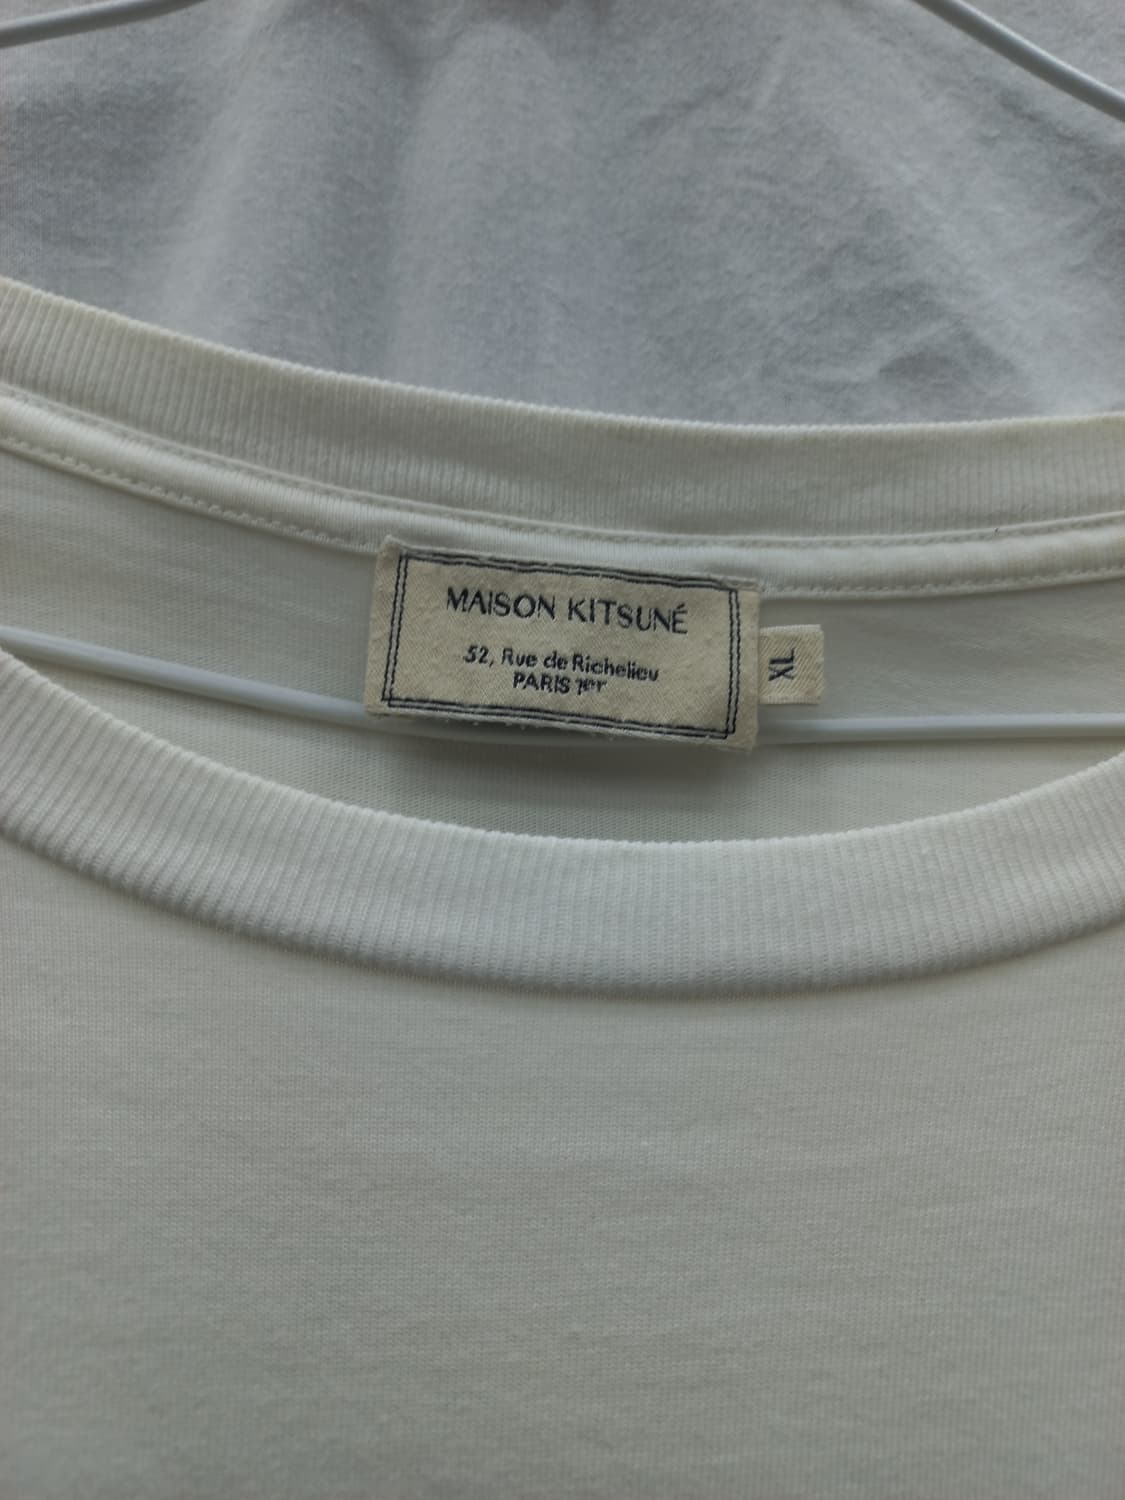 MAISON KITSUNÉ
52, Rue de Richelieu
PARIS 1er
XL